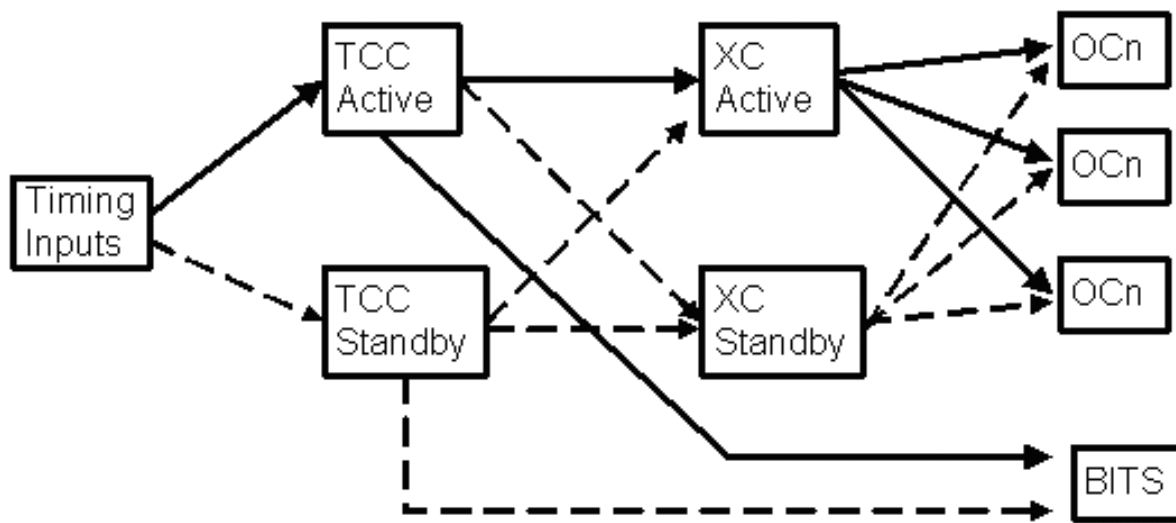 TCC
Active
XC
Active
OCn
OCn
Timing
Inputs
TCC
Standby
XC
Standby
OCn
BITS